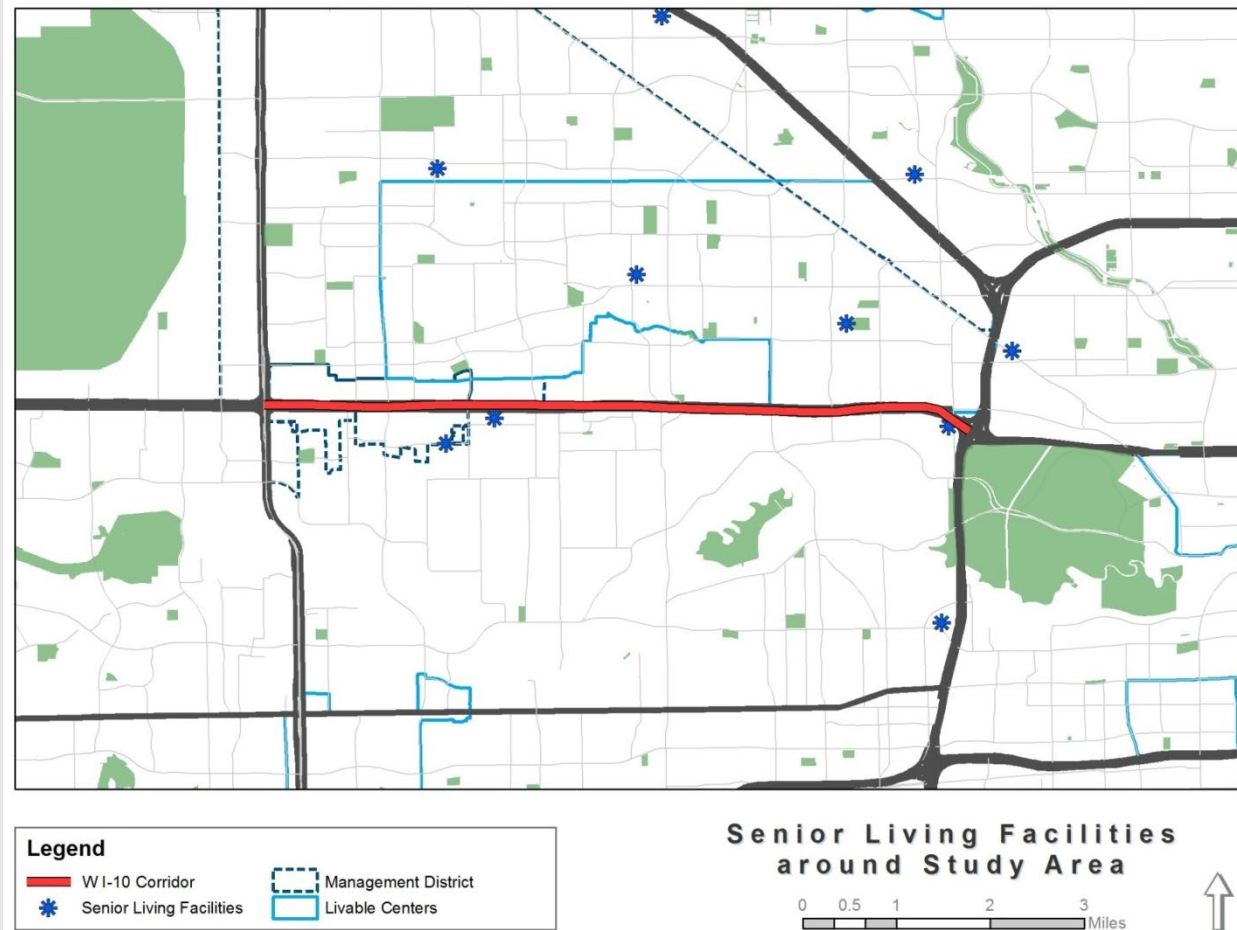 Legend
W I-10 Corridor
Senior Living Facilities
Management District
Livable Centers
Senior Living Facilities
around Study Area
0 0.5 1 2 3
Miles